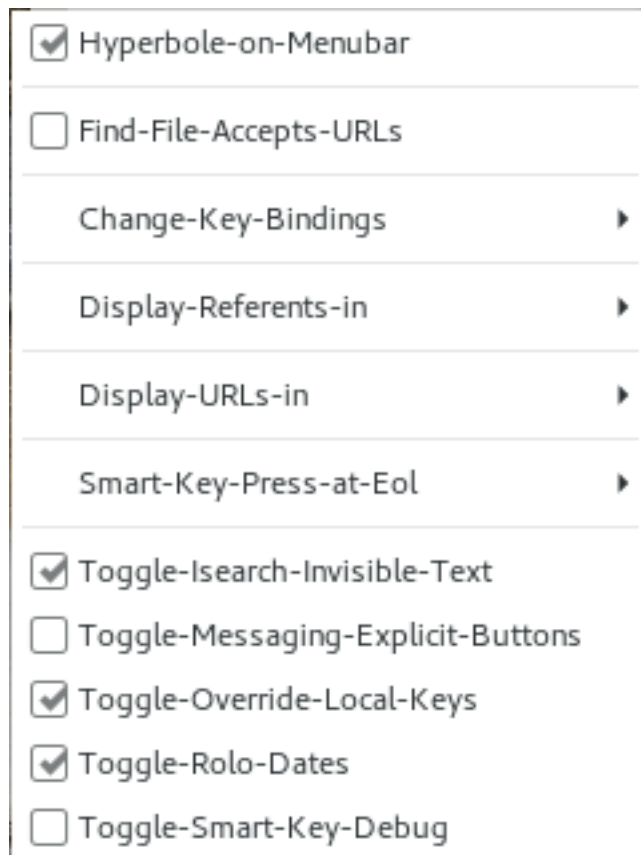 Hyperbole-on-Menubar
Find-File-Accepts-URLs
Change-Key-Bindings
Display-Referents-in
Display-URLs-in
Smart-Key-Press-at-Eol
Toggle-Isearch-Invisible-Text
Toggle-Messaging-Explicit-Buttons
Toggle-Override-Local-Keys
Toggle-Rolo-Dates
Toggle-Smart-Key-Debug